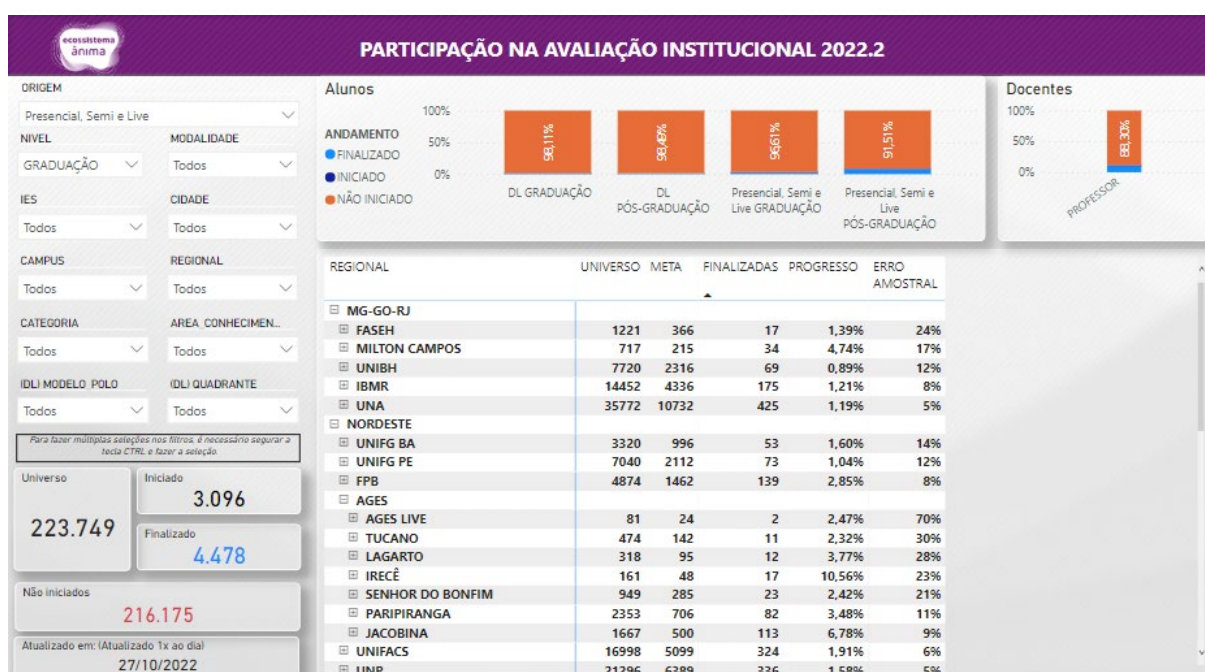 ecossistema
ânima
PARTICIPAÇÃO NA AVALIAÇÃO INSTITUCIONAL 2022.2
ORIGEM
Presencial, Semi e Live
NIVEL MODALIDADE
GRADUAÇÃO Todos
IES CIDADE
Todos Todos
CAMPUS REGIONAL
Todos Todos
CATEGORIA AREA_CONHECIMEN...
Todos Todos
(DL) MODELO_POLO (DL) QUADRANTE
Todos Todos
Para fazer múltiplas seleções nos filtros, é necessário segurar a
tecla CTRL e fazer a seleção.
Universo
223.749
Iniciado
3.096
Finalizado
4.478
Não iniciados
216.175
Atualizado em: (Atualizado 1x ao dia)
27/10/2022
Alunos
ANDAMENTO
FINALIZADO
INICIADO
NÃO INICIADO
100%
50%
0%
98,11%
98,49%
96,61%
91,51%
DL GRADUAÇÃO
DL
PÓS-GRADUAÇÃO
Presencial, Semi e
Live GRADUAÇÃO
Presencial, Semi e
Live
PÓS-GRADUAÇÃO
Docentes
100%
50%
0%
88,30%
PROFESSOR
REGIONAL UNIVERSO META FINALIZADAS PROGRESSO ERRO
AMOSTRAL
MG-GO-RJ
FASEH 1221 366 17 1,39% 24%
MILTON CAMPOS 717 215 34 4,74% 17%
UNIBH 7720 2316 69 0,89% 12%
IBMR 14452 4336 175 1,21% 8%
UNA 35772 10732 425 1,19% 5%
NORDESTE
UNIFG BA 3320 996 53 1,60% 14%
UNIFG PE 7040 2112 73 1,04% 12%
FPB 4874 1462 139 2,85% 8%
AGES
AGES LIVE 81 24 2 2,47% 70%
TUCANO 474 142 11 2,32% 30%
LAGARTO 318 95 12 3,77% 28%
IRECÊ 161 48 17 10,56% 23%
SENHOR DO BONFIM 949 285 23 2,42% 21%
PARIPIRANGA 2353 706 82 3,48% 11%
JACOBINA 1667 500 113 6,78% 9%
UNIFACS 16998 5099 324 1,91% 6%
UNP 21296 6389 336 1,58% 5%